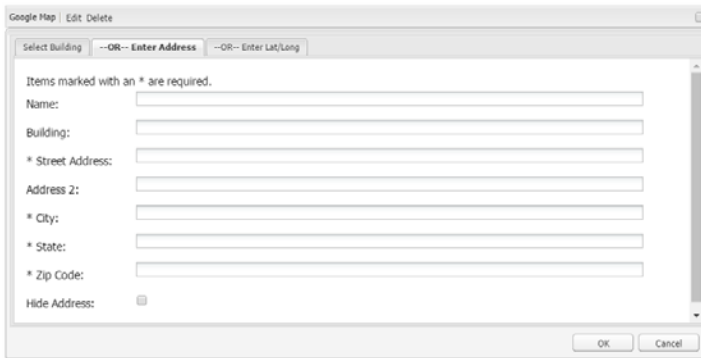 Google Map Edit Delete
Select Building --OR-- Enter Address --OR-- Enter Lat/Long
Items marked with an * are required.
Name:
Building:
* Street Address:
Address 2:
* City:
* State:
* Zip Code:
Hide Address:
OK Cancel